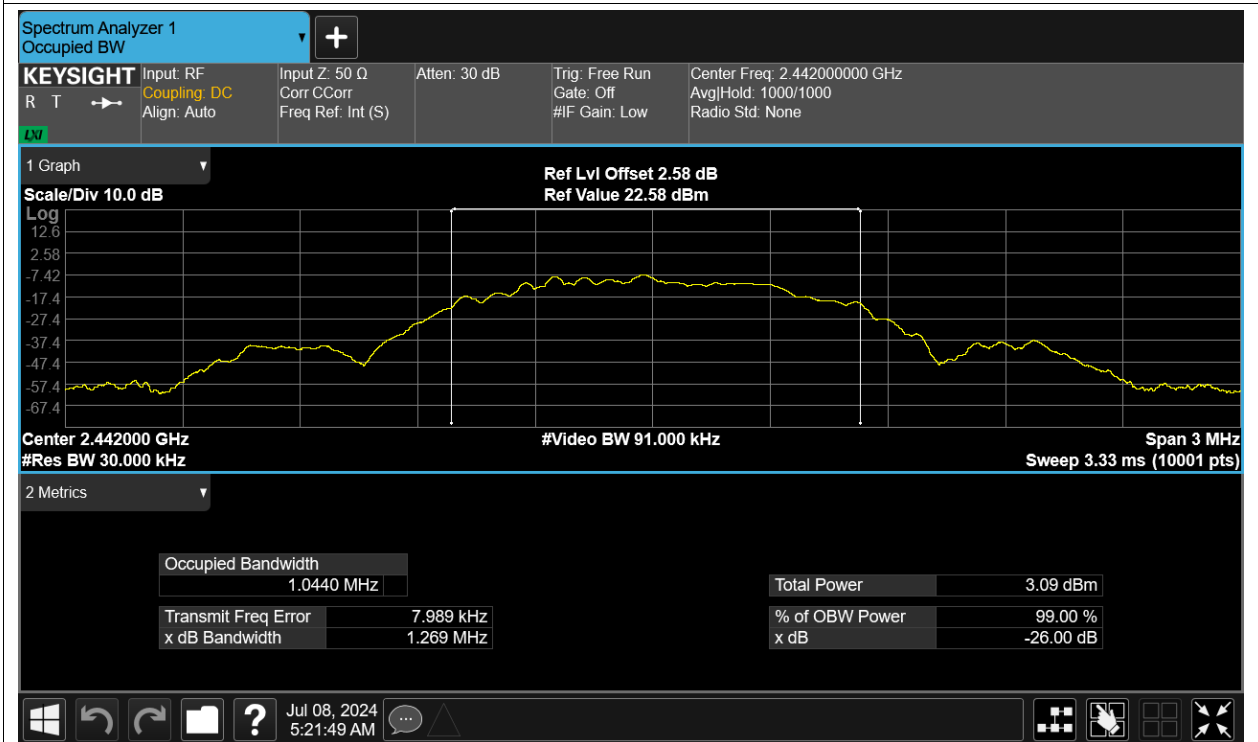 Spectrum Analyzer 1
Occupied BW
KEYSIGHT
R T
LXI
Input: RF
Coupling: DC
Align: Auto
Input Z: 50 Ω
Corr CCorr
Freq Ref: Int (S)
Atten: 30 dB
Trig: Free Run
Gate: Off
#IF Gain: Low
Center Freq: 2.442000000 GHz
Avg|Hold: 1000/1000
Radio Std: None
1 Graph
Scale/Div 10.0 dB
Ref Lvl Offset 2.58 dB
Ref Value 22.58 dBm
Log
12.6
2.58
-7.42
-17.4
-27.4
-37.4
-47.4
-57.4
-67.4
Center 2.442000 GHz
#Res BW 30.000 kHz
#Video BW 91.000 kHz
Span 3 MHz
Sweep 3.33 ms (10001 pts)
2 Metrics
Occupied Bandwidth
1.0440 MHz
Transmit Freq Error 7.989 kHz
x dB Bandwidth 1.269 MHz
Total Power 3.09 dBm
% of OBW Power 99.00 %
x dB -26.00 dB
Jul 08, 2024
5:21:49 AM